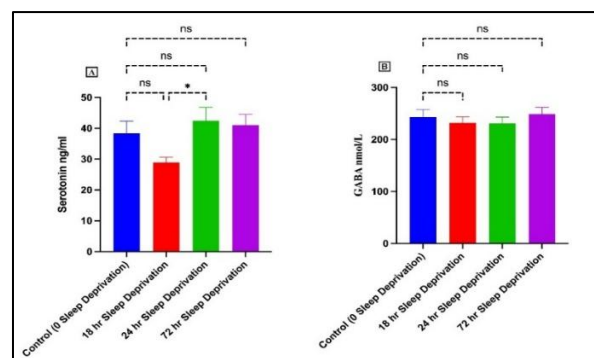 ns
ns
ns
*
A
50
40
30
20
10
0
Serotonin ng/ml
Control (0 Sleep Deprivation)
18 hr Sleep Deprivation
24 hr Sleep Deprivation
72 hr Sleep Deprivation
ns
ns
ns
B
300
200
100
0
GABA nmol/L
Control (0 Sleep Deprivation)
18 hr Sleep Deprivation
24 hr Sleep Deprivation
72 hr Sleep Deprivation